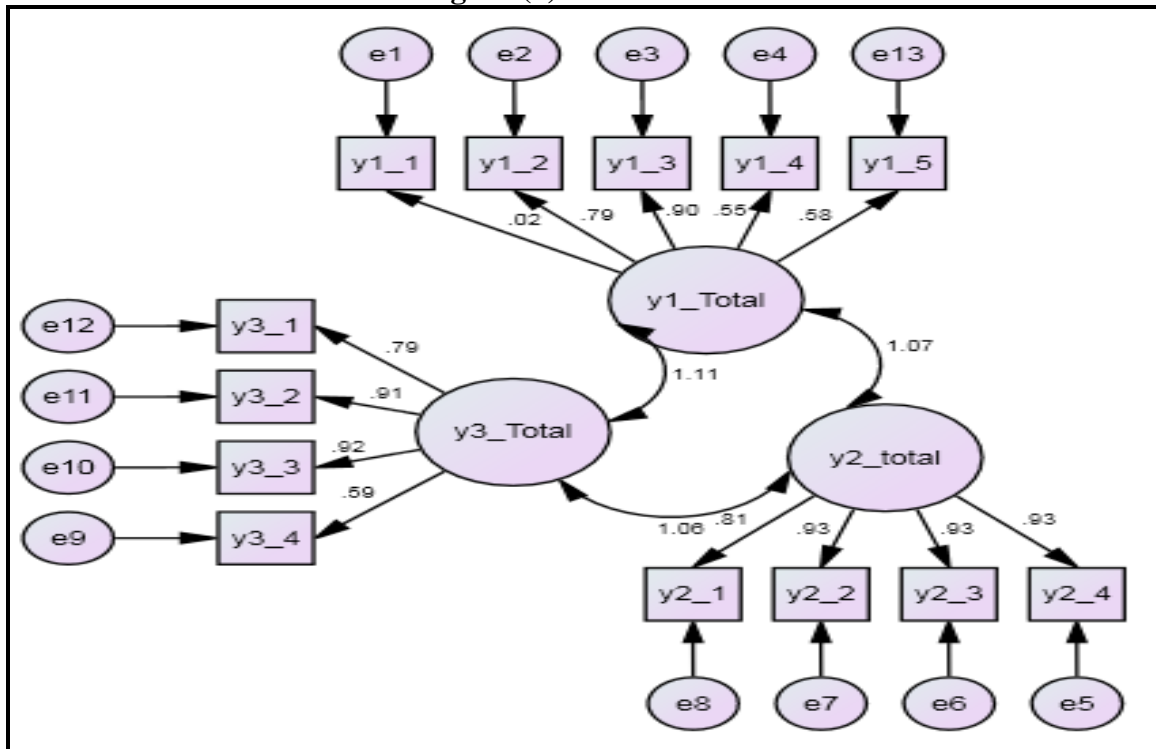 e1 e2 e3 e4 e13
y1_1 y1_2 y1_3 y1_4 y1_5
.02 .79 .90 .55 .58
y1_Total
e12 y3_1
.79
1.07
1.11
e11 y3_2
.91
y3_Total
e10 y3_3
.92
y2_total
.59
e9 y3_4
1.06 .81 .93 .93 .93
y2_1 y2_2 y2_3 y2_4
e8 e7 e6 e5